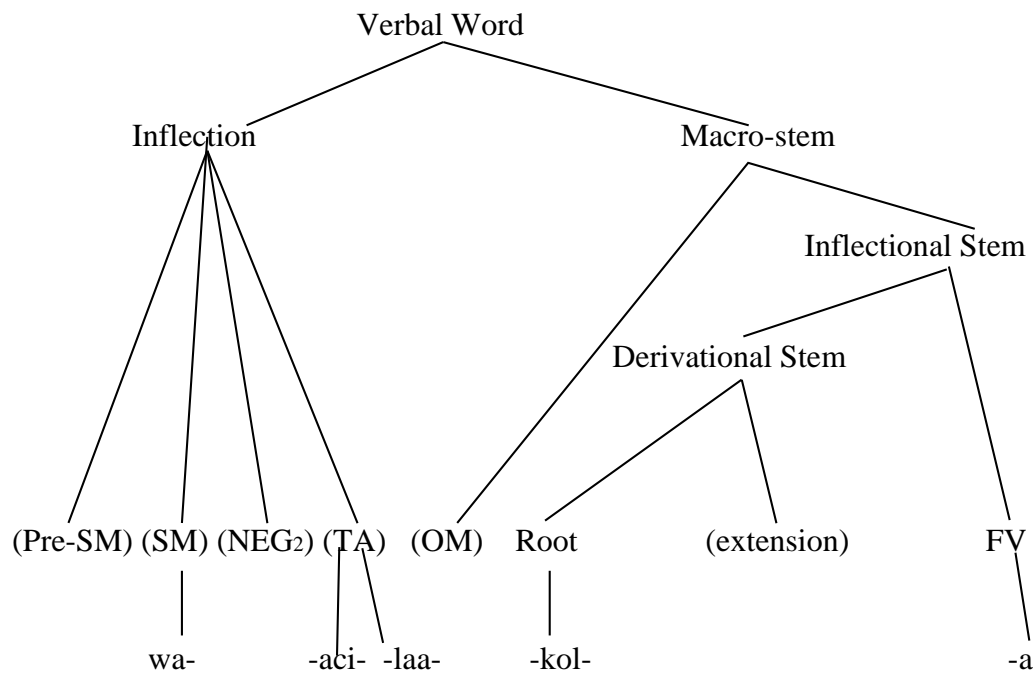 Verbal Word
Inflection Macro-stem
Inflectional Stem
Derivational Stem
(Pre-SM) (SM) (NEG₂) (TA) (OM) Root (extension) FV
wa- -aci- -laa- -kol- -a